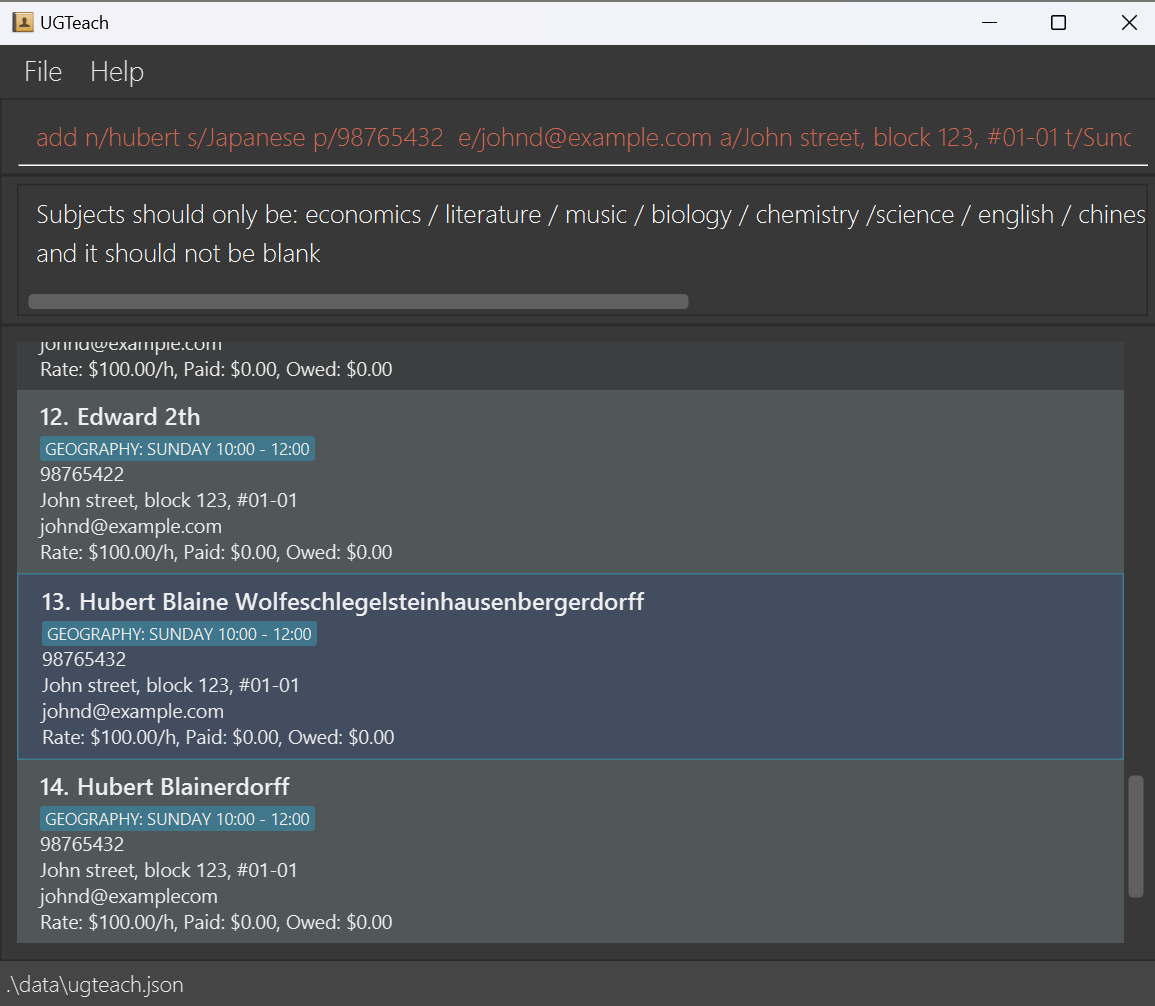 UGTeach
File Help
add n/hubert s/Japanese p/98765432 e/johnd@example.com a/John street, block 123, #01-01 t/Sunc
Subjects should only be: economics / literature / music / biology / chemistry /science / english / chines
and it should not be blank
johnd@example.com
Rate: $100.00/h, Paid: $0.00, Owed: $0.00
12. Edward 2th
GEOGRAPHY: SUNDAY 10:00 - 12:00
98765422
John street, block 123, #01-01
johnd@example.com
Rate: $100.00/h, Paid: $0.00, Owed: $0.00
13. Hubert Blaine Wolfeschlegelsteinhausenbergerdorff
GEOGRAPHY: SUNDAY 10:00 - 12:00
98765432
John street, block 123, #01-01
johnd@example.com
Rate: $100.00/h, Paid: $0.00, Owed: $0.00
14. Hubert Blainerdorff
GEOGRAPHY: SUNDAY 10:00 - 12:00
98765432
John street, block 123, #01-01
johnd@examplecom
Rate: $100.00/h, Paid: $0.00, Owed: $0.00
.\data\ugteach.json